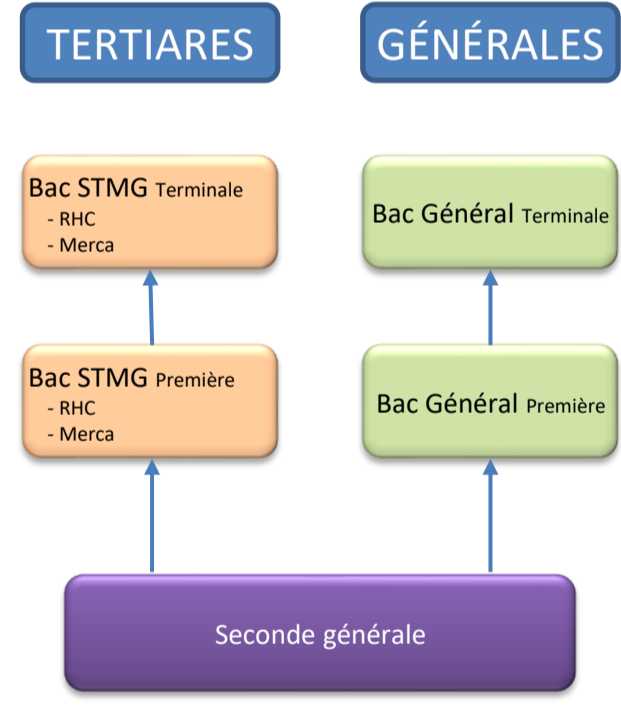 TERTIARES
GÉNÉRALES
Bac STMG Terminale
- RHC
- Merca
Bac Général Terminale
Bac STMG Première
- RHC
- Merca
Bac Général Première
Seconde générale